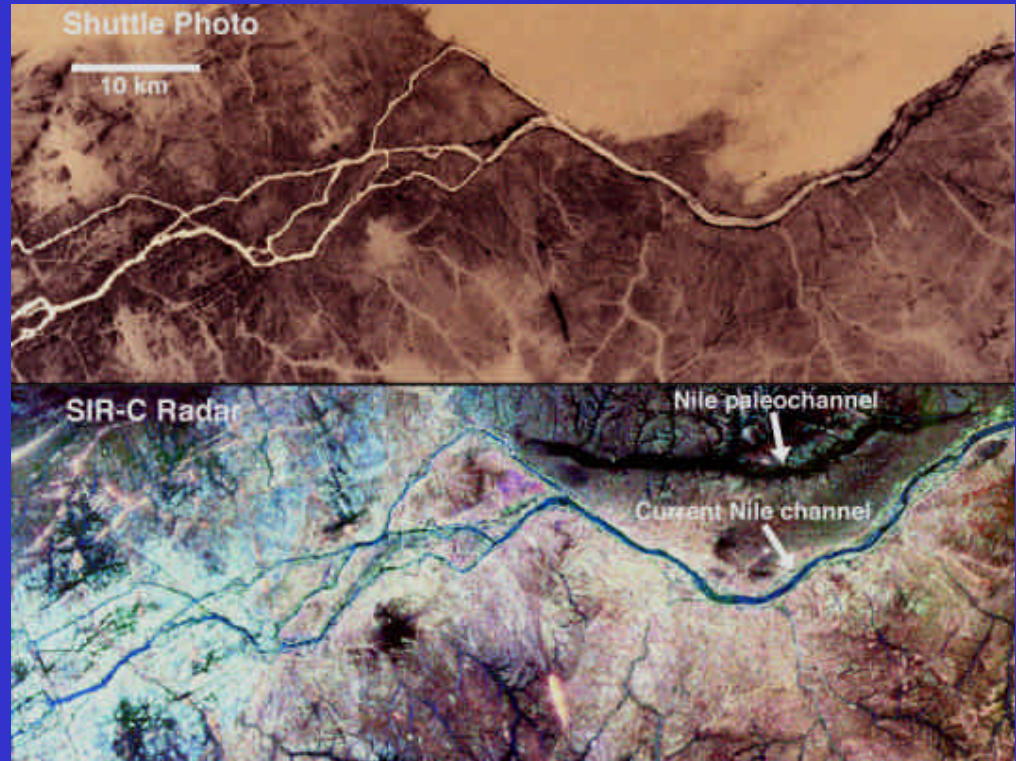 Shuttle Photo
10 km
SIR-C Radar
Nile paleochannel
Current Nile channel